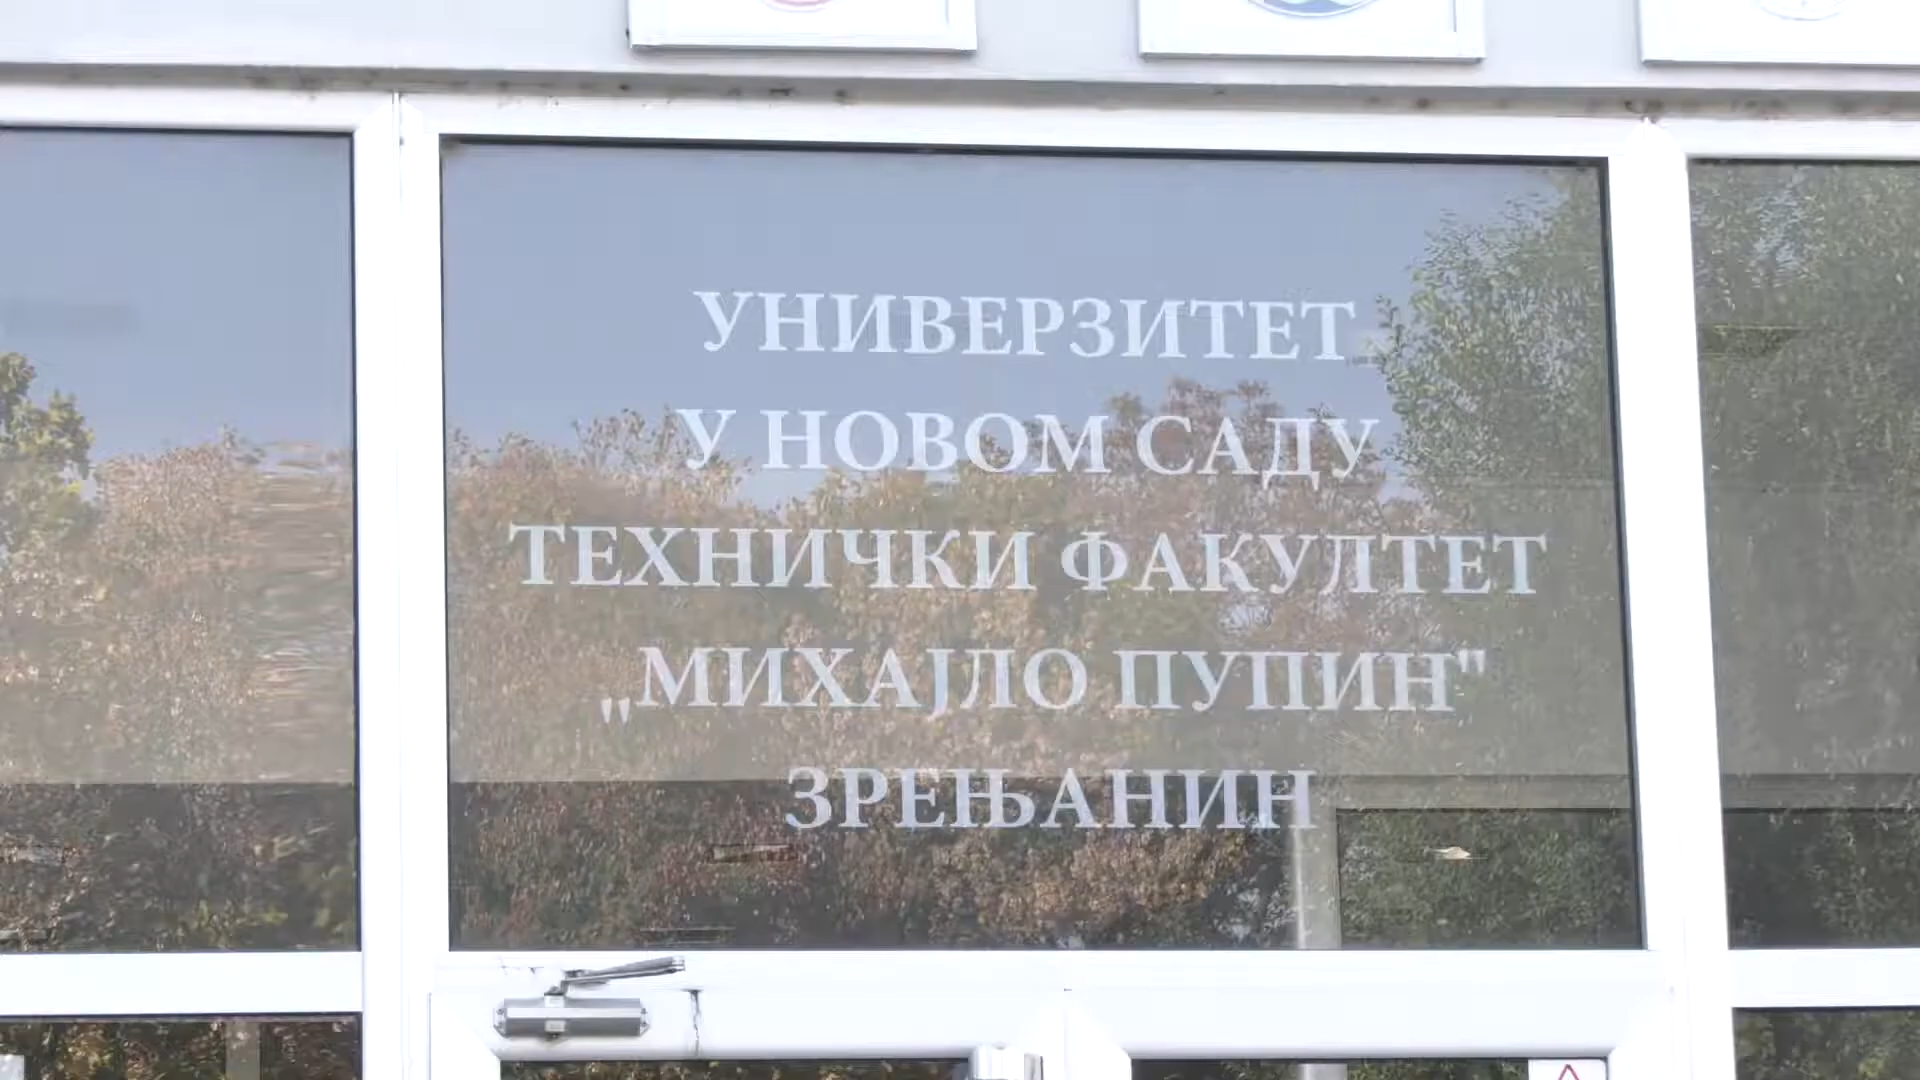 УНИВЕРЗИТЕТ
У НОВОМ САДУ
ТЕХНИЧКИ ФАКУЛТЕТ
„МИХАЈЛО ПУПИН"
ЗРЕЊАНИН